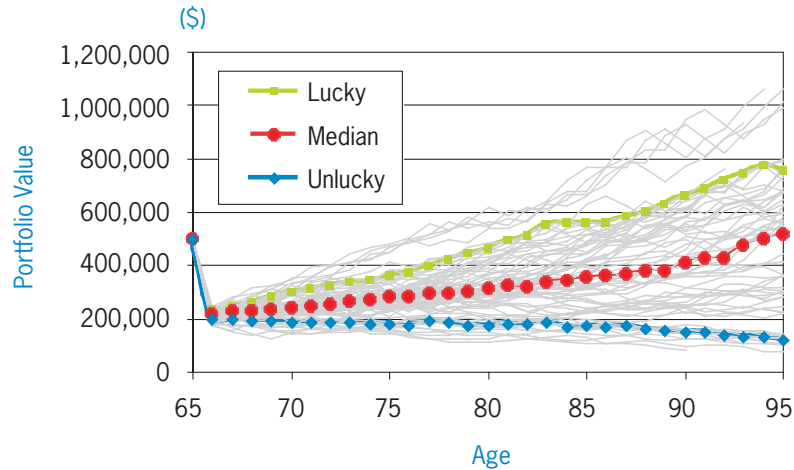 ($)
1,200,000
1,000,000
800,000
600,000
400,000
200,000
0
Portfolio Value
Lucky
Median
Unlucky
65 70 75 80 85 90 95
Age